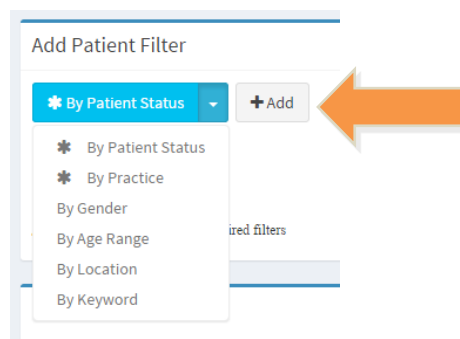 Add Patient Filter
✱ By Patient Status
+ Add
✱ By Patient Status
✱ By Practice
By Gender
By Age Range
filters
By Location
By Keyword